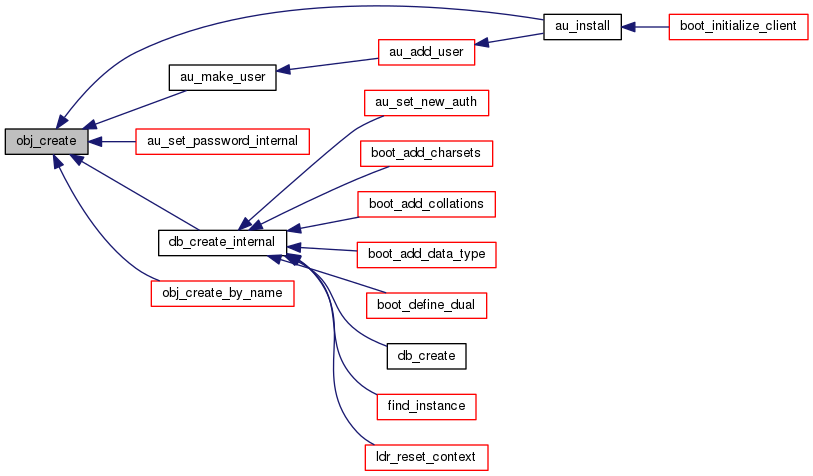 au_install
boot_initialize_client
au_add_user
au_make_user
au_set_new_auth
obj_create
au_set_password_internal
boot_add_charsets
boot_add_collations
db_create_internal
boot_add_data_type
obj_create_by_name
boot_define_dual
db_create
find_instance
ldr_reset_context